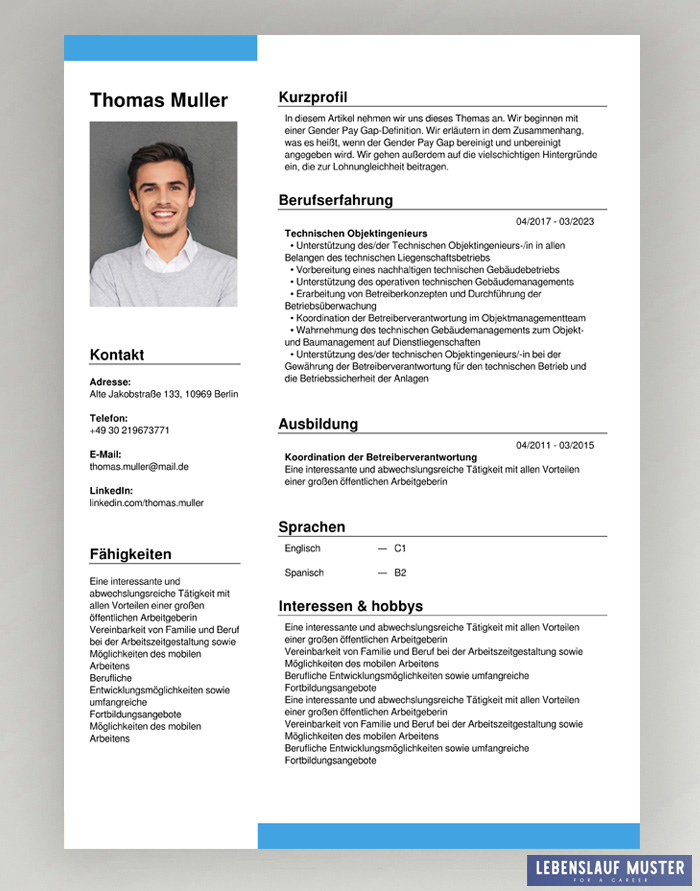 Thomas Muller
Kontakt
Adresse:
Alte Jakobstraße 133, 10969 Berlin
Telefon:
+49 30 219673771
E-Mail:
thomas.muller@mail.de
LinkedIn:
linkedin.com/thomas.muller
Fähigkeiten
Eine interessante und
abwechslungsreiche Tätigkeit mit
allen Vorteilen einer großen
öffentlichen Arbeitgeberin
Vereinbarkeit von Familie und Beruf
bei der Arbeitszeitgestaltung sowie
Möglichkeiten des mobilen
Arbeitens
Berufliche
Entwicklungsmöglichkeiten sowie
umfangreiche
Fortbildungsangebote
Möglichkeiten des mobilen
Arbeitens
Kurzprofil
In diesem Artikel nehmen wir uns dieses Themas an. Wir beginnen mit
einer Gender Pay Gap-Definition. Wir erläutern in dem Zusammenhang,
was es heißt, wenn der Gender Pay Gap bereinigt und unbereinigt
angegeben wird. Wir gehen außerdem auf die vielschichtigen Hintergründe
ein, die zur Lohnungleichheit beitragen.
Berufserfahrung
04/2017 - 03/2023
Technischen Objektingenieurs
• Unterstützung des/der Technischen Objektingenieurs-/in in allen
Belangen des technischen Liegenschaftsbetriebs
• Vorbereitung eines nachhaltigen technischen Gebäudebetriebs
• Unterstützung des operativen technischen Gebäudemanagements
• Erarbeitung von Betreiberkonzepten und Durchführung der
Betriebsüberwachung
• Koordination der Betreiberverantwortung im Objektmanagementteam
• Wahrnehmung des technischen Gebäudemanagements zum Objekt-
und Baumanagement auf Dienstliegenschaften
• Unterstützung des/der technischen Objektingenieurs/-in bei der
Gewährung der Betreiberverantwortung für den technischen Betrieb und
die Betriebssicherheit der Anlagen
Ausbildung
04/2011 - 03/2015
Koordination der Betreiberverantwortung
Eine interessante und abwechslungsreiche Tätigkeit mit allen Vorteilen
einer großen öffentlichen Arbeitgeberin
Sprachen
Englisch — C1
Spanisch — B2
Interessen & hobbys
Eine interessante und abwechslungsreiche Tätigkeit mit allen Vorteilen
einer großen öffentlichen Arbeitgeberin
Vereinbarkeit von Familie und Beruf bei der Arbeitszeitgestaltung sowie
Möglichkeiten des mobilen Arbeitens
Berufliche Entwicklungsmöglichkeiten sowie umfangreiche
Fortbildungsangebote
Eine interessante und abwechslungsreiche Tätigkeit mit allen Vorteilen
einer großen öffentlichen Arbeitgeberin
Vereinbarkeit von Familie und Beruf bei der Arbeitszeitgestaltung sowie
Möglichkeiten des mobilen Arbeitens
Berufliche Entwicklungsmöglichkeiten sowie umfangreiche
Fortbildungsangebote
LEBENSLAUF MUSTER
FOR A CAREER